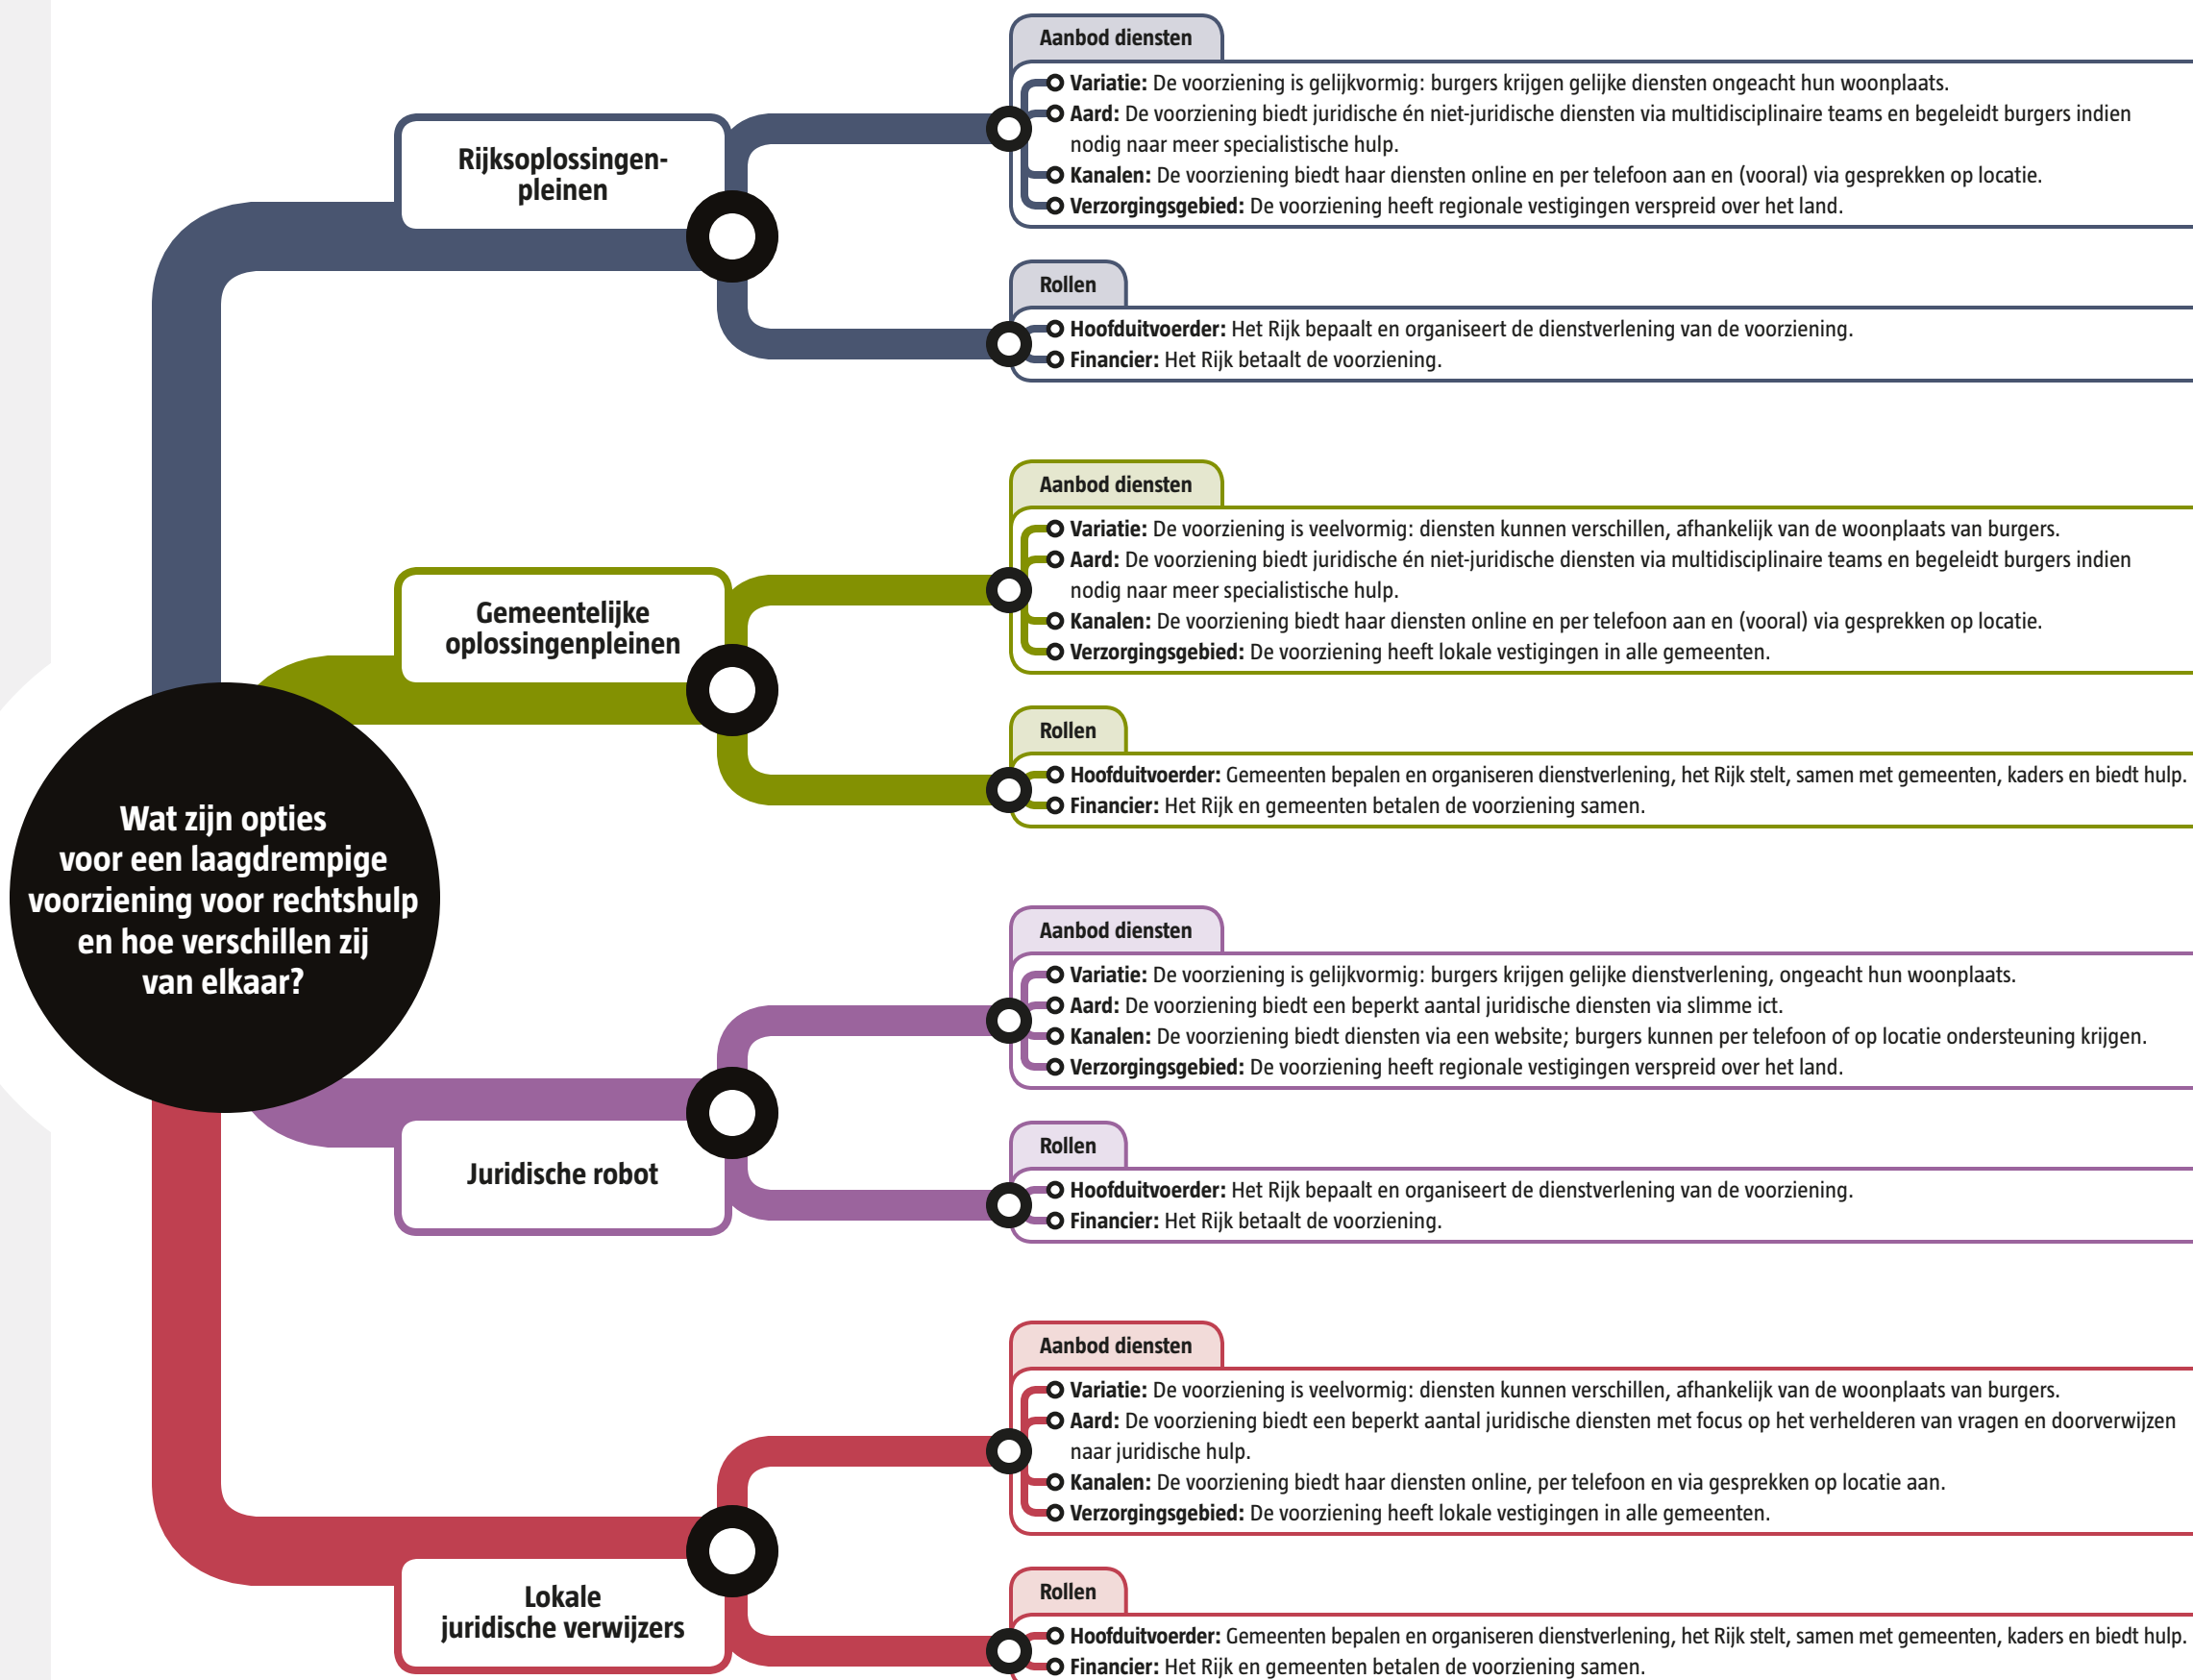 Wat zijn opties
voor een laagdrempige
voorziening voor rechtshulp
en hoe verschillen zij
van elkaar?
Rijksoplossingen-
pleinen
Aanbod diensten
Variatie: De voorziening is gelijkvormig: burgers krijgen gelijke diensten ongeacht hun woonplaats.
Aard: De voorziening biedt juridische én niet-juridische diensten via multidisciplinaire teams en begeleidt burgers indien
nodig naar meer specialistische hulp.
Kanalen: De voorziening biedt haar diensten online en per telefoon aan en (vooral) via gesprekken op locatie.
Verzorgingsgebied: De voorziening heeft regionale vestigingen verspreid over het land.
Rollen
Hoofduitvoerder: Het Rijk bepaalt en organiseert de dienstverlening van de voorziening.
Financier: Het Rijk betaalt de voorziening.
Gemeentelijke
oplossingenpleinen
Aanbod diensten
Variatie: De voorziening is veelvormig: diensten kunnen verschillen, afhankelijk van de woonplaats van burgers.
Aard: De voorziening biedt juridische én niet-juridische diensten via multidisciplinaire teams en begeleidt burgers indien
nodig naar meer specialistische hulp.
Kanalen: De voorziening biedt haar diensten online en per telefoon aan en (vooral) via gesprekken op locatie.
Verzorgingsgebied: De voorziening heeft lokale vestigingen in alle gemeenten.
Rollen
Hoofduitvoerder: Gemeenten bepalen en organiseren dienstverlening, het Rijk stelt, samen met gemeenten, kaders en biedt hulp.
Financier: Het Rijk en gemeenten betalen de voorziening samen.
Juridische robot
Aanbod diensten
Variatie: De voorziening is gelijkvormig: burgers krijgen gelijke dienstverlening, ongeacht hun woonplaats.
Aard: De voorziening biedt een beperkt aantal juridische diensten via slimme ict.
Kanalen: De voorziening biedt diensten via een website; burgers kunnen per telefoon of op locatie ondersteuning krijgen.
Verzorgingsgebied: De voorziening heeft regionale vestigingen verspreid over het land.
Rollen
Hoofduitvoerder: Het Rijk bepaalt en organiseert de dienstverlening van de voorziening.
Financier: Het Rijk betaalt de voorziening.
Lokale
juridische verwijzers
Aanbod diensten
Variatie: De voorziening is veelvormig: diensten kunnen verschillen, afhankelijk van de woonplaats van burgers.
Aard: De voorziening biedt een beperkt aantal juridische diensten met focus op het verhelderen van vragen en doorverwijzen
naar juridische hulp.
Kanalen: De voorziening biedt haar diensten online, per telefoon en via gesprekken op locatie aan.
Verzorgingsgebied: De voorziening heeft lokale vestigingen in alle gemeenten.
Rollen
Hoofduitvoerder: Gemeenten bepalen en organiseren dienstverlening, het Rijk stelt, samen met gemeenten, kaders en biedt hulp.
Financier: Het Rijk en gemeenten betalen de voorziening samen.